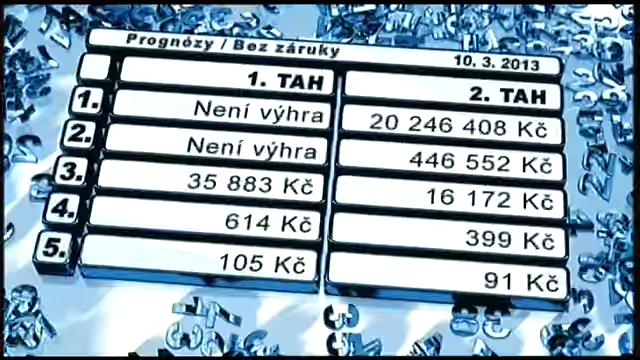 Prognózy / Bez záruky 10. 3. 2013
1. TAH 2. TAH
1. Není výhra 20 246 408 Kč
2. Není výhra 446 552 Kč
3. 35 883 Kč 16 172 Kč
4. 614 Kč 399 Kč
5. 105 Kč 91 Kč